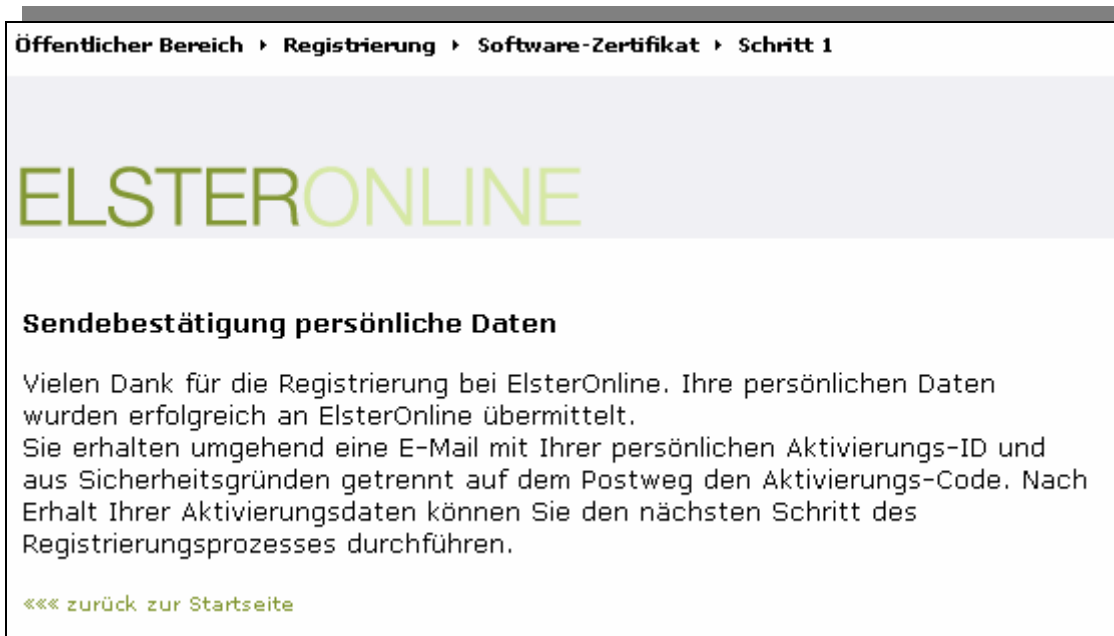 Öffentlicher Bereich ▸ Registrierung ▸ Software-Zertifikat ▸ Schritt 1
ELSTERONLINE
Sendebestätigung persönliche Daten
Vielen Dank für die Registrierung bei ElsterOnline. Ihre persönlichen Daten
wurden erfolgreich an ElsterOnline übermittelt.
Sie erhalten umgehend eine E-Mail mit Ihrer persönlichen Aktivierungs-ID und
aus Sicherheitsgründen getrennt auf dem Postweg den Aktivierungs-Code. Nach
Erhalt Ihrer Aktivierungsdaten können Sie den nächsten Schritt des
Registrierungsprozesses durchführen.
««« zurück zur Startseite